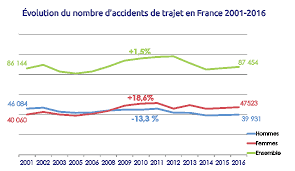 Évolution du nombre d'accidents de trajet en France 2001-2016
+1,5%
86 144
87 454
+18,6%
46 084
47523
40 060
-13,3 %
39 931
2001 2002 2003 2004 2005 2006 2007 2008 2009 2010 2011 2012 2013 2014 2015 2016
Hommes
Femmes
Ensemble